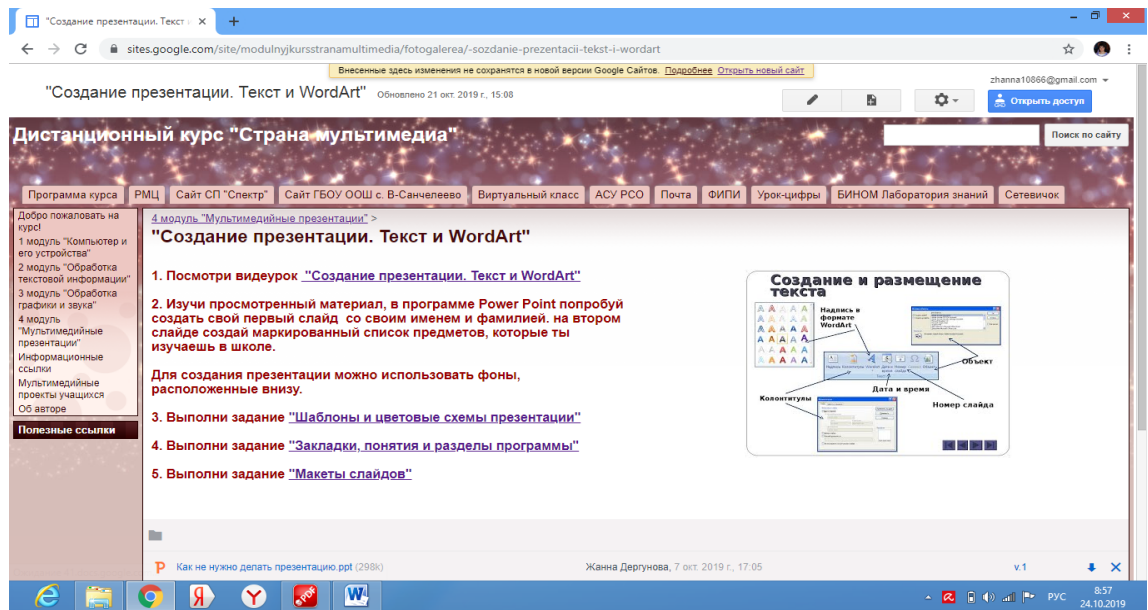 "Создание презентации. Текст и
sites.google.com/site/modulnyjkursstranamultimedia/fotogalerea/-sozdanie-prezentacii-tekst-i-wordart
Внесенные здесь изменения не сохранятся в новой версии Google Сайтов. Подробнее Открыть новый сайт
zhanna10866@gmail.com
"Создание презентации. Текст и WordArt" Обновлено 21 окт. 2019 г., 15:08
Открыть доступ
Дистанционный курс "Страна мультимедиа"
Поиск по сайту
Программа курса РМЦ Сайт СП "Спектр" Сайт ГБОУ ООШ с. В-Санчелеево Виртуальный класс АСУ РСО Почта ФИПИ Урок-цифры БИНОМ Лаборатория знаний Сетевичок
Добро пожаловать на
курс!
1 модуль "Компьютер и
его устройства"
2 модуль "Обработка
текстовой информации"
3 модуль "Обработка
графики и звука"
4 модуль
"Мультимедийные
презентации"
Информационные
ссылки
Мультимедийные
проекты учащихся
Об авторе
Полезные ссылки
4 модуль "Мультимедийные презентации" >
"Создание презентации. Текст и WordArt"
1. Посмотри видеурок "Создание презентации. Текст и WordArt"
2. Изучи просмотренный материал, в программе Power Point попробуй
создать свой первый слайд со своим именем и фамилией. на втором
слайде создай маркированный список предметов, которые ты
изучаешь в школе.
Для создания презентации можно использовать фоны,
расположенные внизу.
3. Выполни задание "Шаблоны и цветовые схемы презентации"
4. Выполни задание "Закладки, понятия и разделы программы"
5. Выполни задание "Макеты слайдов"
Создание и размещение
текста
Надпись в
формате
WordArt
Объект
Дата и время
Колонтитулы
Номер слайда
Как не нужно делать презентацию.ppt (298k) Жанна Дергунова, 7 окт. 2019 г., 17:05 v.1
РУС
8:57
24.10.2019